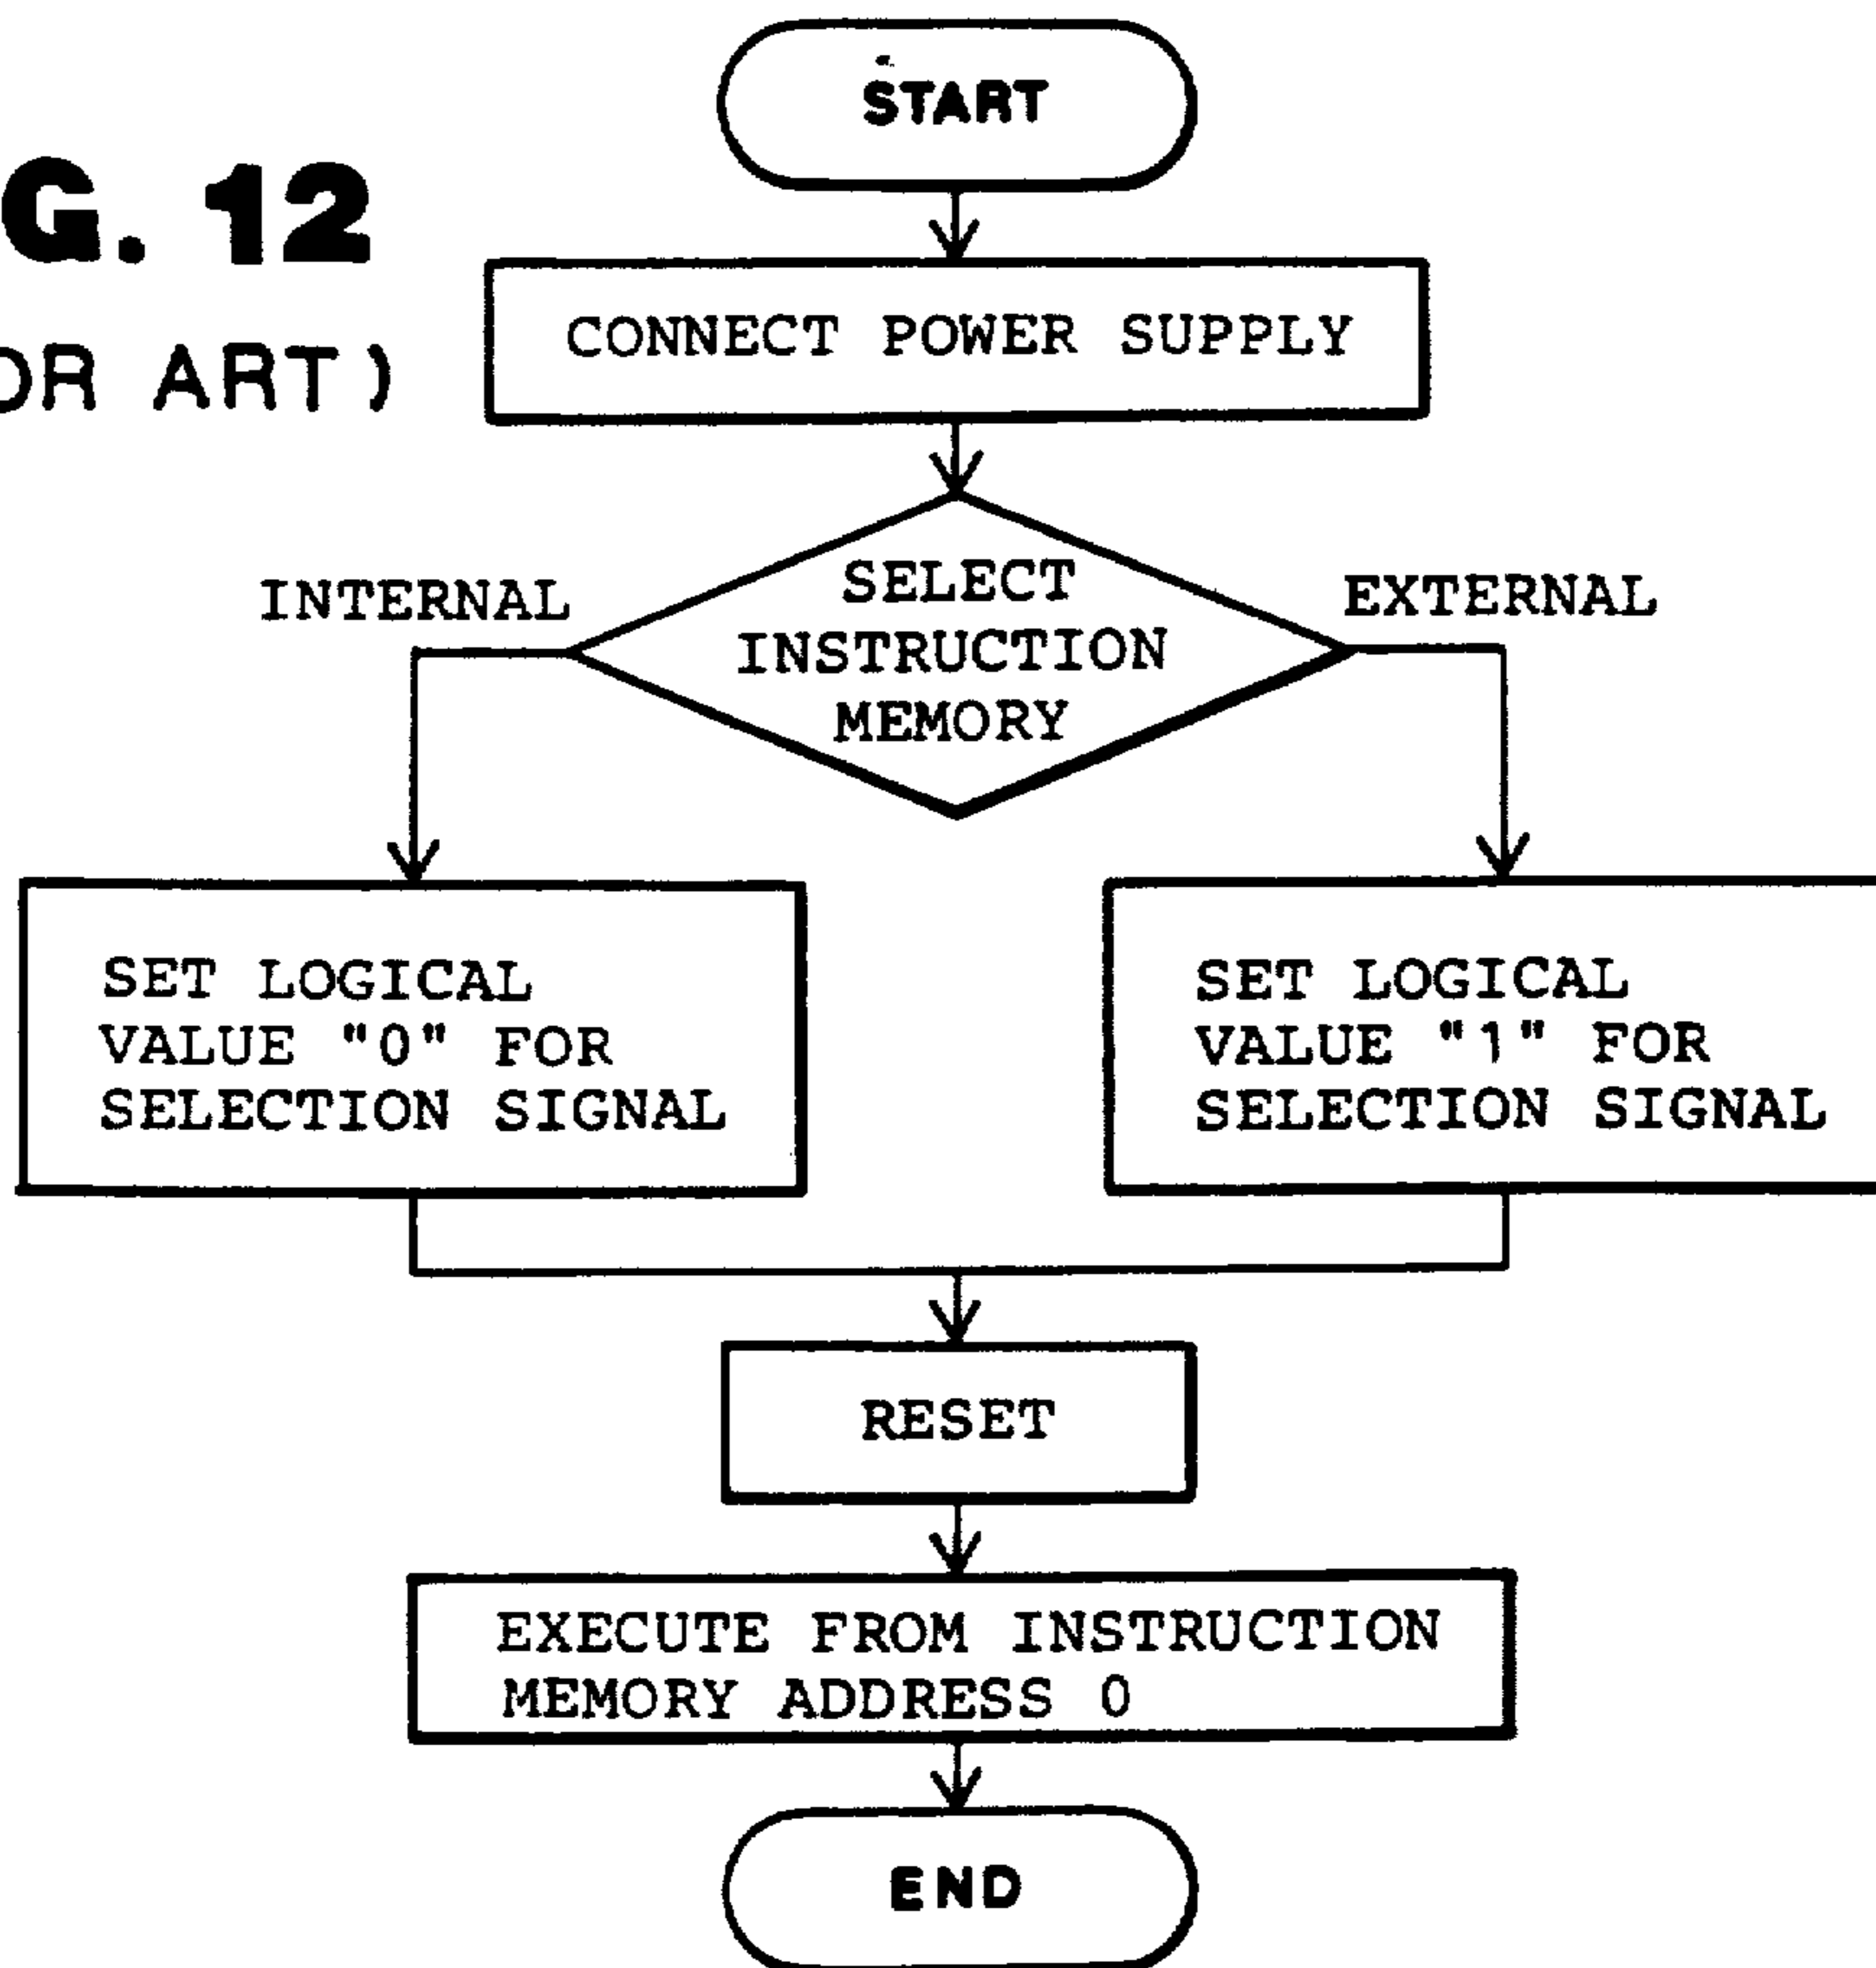 START
G. 12
OR ART)
CONNECT POWER SUPPLY
SELECT
INSTRUCTION
MEMORY
INTERNAL
EXTERNAL
SET LOGICAL
VALUE "0" FOR
SELECTION SIGNAL
SET LOGICAL
VALUE "1" FOR
SELECTION SIGNAL
RESET
EXECUTE FROM INSTRUCTION
MEMORY ADDRESS 0
END